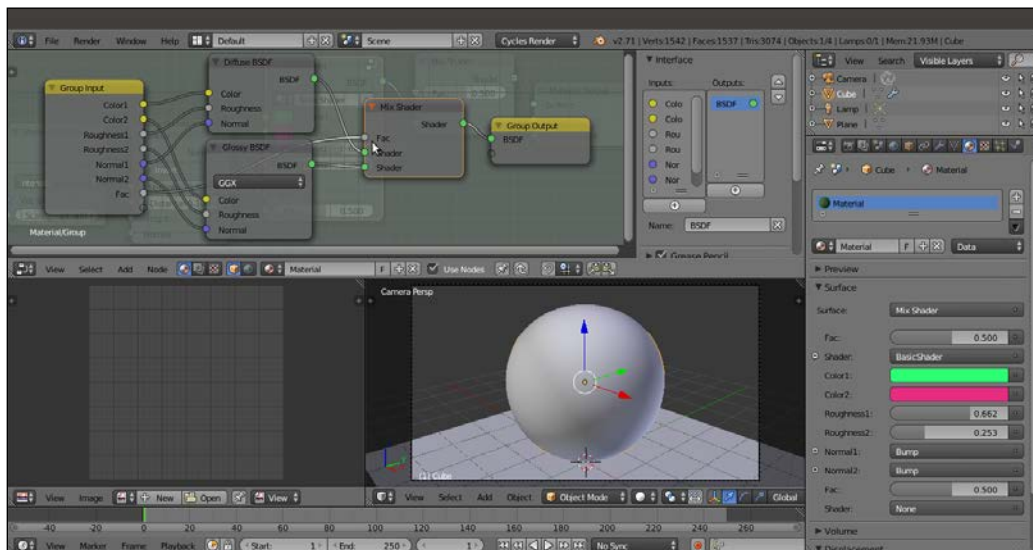 File Render Window Help Default Scene Cycles Render v2.71 | Verts:1542 | Faces:1537 | Tris:3074 | Objects:1/4 | Lamps:0/1 | Mem:21.93M | Cube
Group Input
Color1
Color2
Roughness1
Roughness2
Normal1
Normal2
Fac
Diffuse BSDF
BSDF
Color
Roughness
Normal
Glossy BSDF
BSDF
GGX
Color
Roughness
Normal
Mix Shader
Shader
Fac
Shader
Shader
Group Output
BSDF
Material/Group
Interface
Inputs: Outputs:
Colo
Colo
Rou
Rou
Nor
Nor
BSDF
Name: BSDF
Grease Pencil
View Search Visible Layers
Camera
Cube
Lamp
Plane
Cube Material
Material
Material F Data
Preview
Surface
Surface: Mix Shader
Fac: 0.500
Shader: BasicShader
Color1:
Color2:
Roughness1: 0.662
Roughness2: 0.253
Normal1: Bump
Normal2: Bump
Fac: 0.500
Shader: None
Volume
Displacement
View Select Add Node Material F Use Nodes
Camera Persp
(1) Cube
View Image New Open View
View Select Add Object Object Mode Global
-40 -20 0 20 40 60 80 100 120 140 160 180 200 220 240 260
View Marker Frame Playback Start: 1 End: 250 1 No Sync